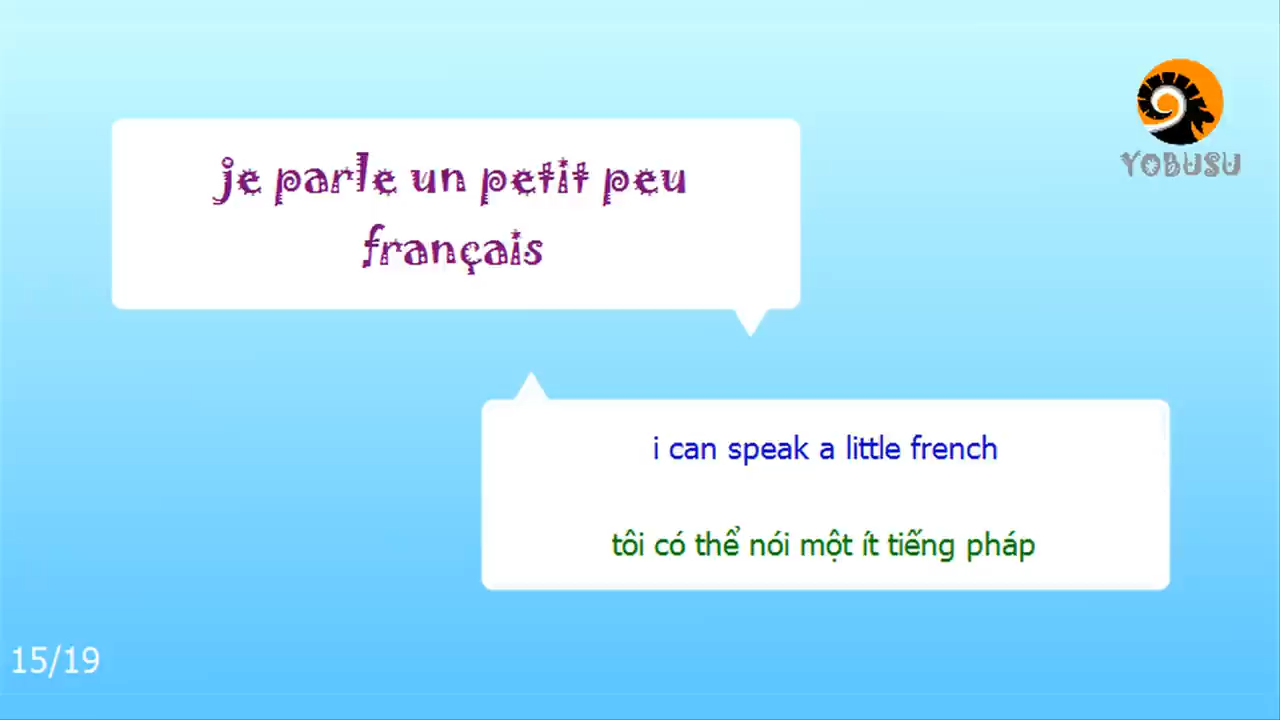 YOBUSU
je parle un petit peu
français
i can speak a little french
tôi có thể nói một ít tiếng pháp
15/19